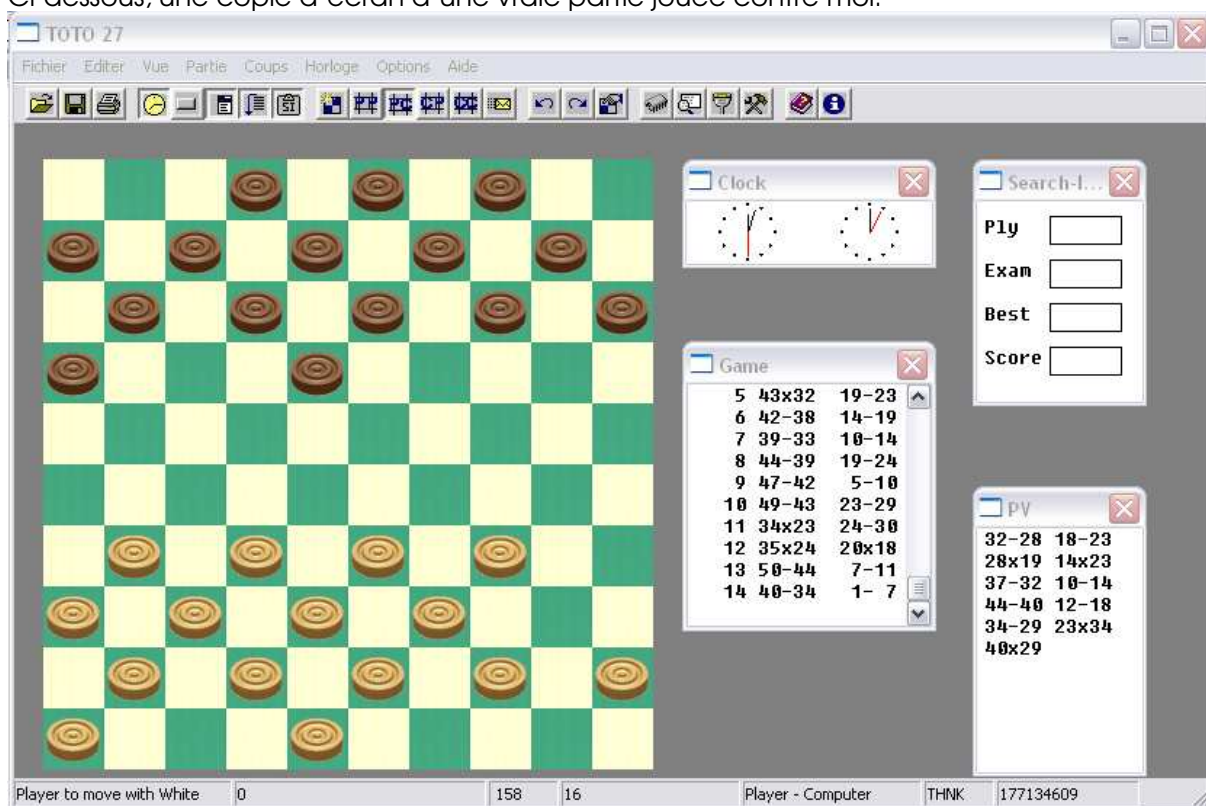 Ci dessous, une copie d'écran d'une vraie partie jouée contre moi.
TOTO 27
Fichier Editer Vue Partie Coups Horloge Options Aide
Clock
Search-I...
Ply
Exam
Best
Score
Game
5 43x32 19-23
6 42-38 14-19
7 39-33 10-14
8 44-39 19-24
9 47-42 5-10
10 49-43 23-29
11 34x23 24-30
12 35x24 20x18
13 50-44 7-11
14 40-34 1- 7
PV
32-28 18-23
28x19 14x23
37-32 10-14
44-40 12-18
34-29 23x34
40x29
Player to move with White 0 158 16 Player - Computer THNK 177134609